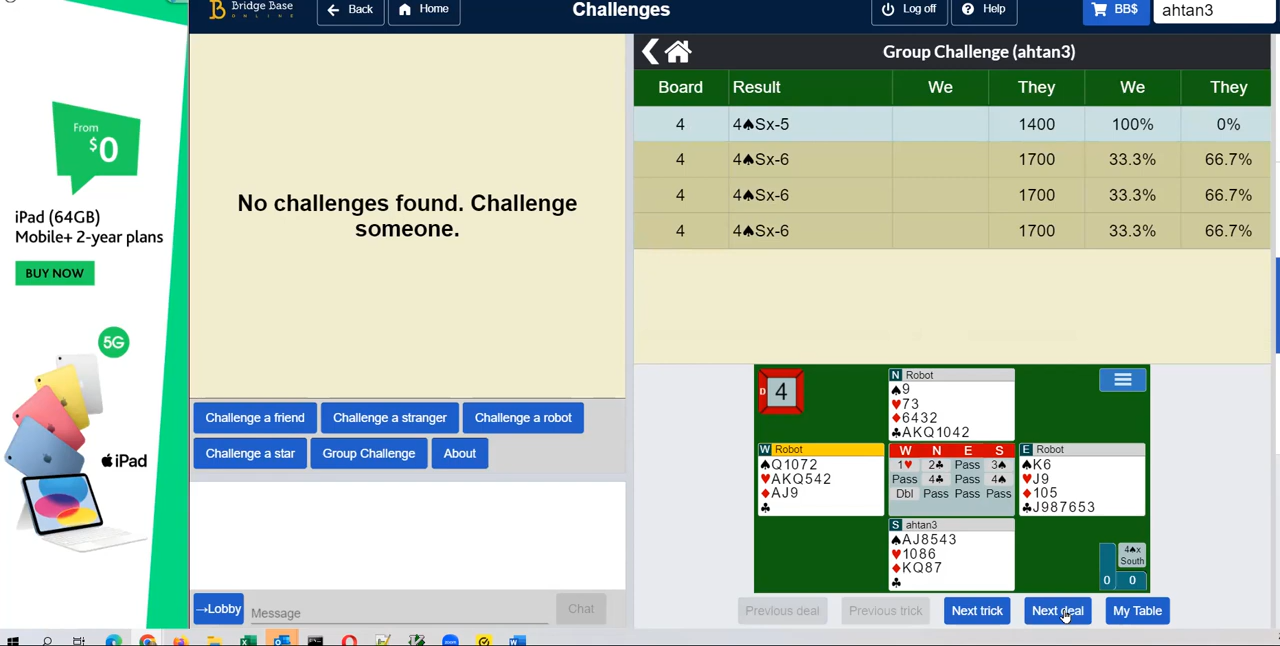 Bridge Base
ONLINE
Back
Home
Challenges
Log off
Help
BB$
ahtan3
From
$0
iPad (64GB)
Mobile+ 2-year plans
BUY NOW
5G
iPad
No challenges found. Challenge
someone.
Challenge a friend
Challenge a stranger
Challenge a robot
Challenge a star
Group Challenge
About
→Lobby
Message
Chat
Group Challenge (ahtan3)
Board Result We They We They
4 4♠Sx-5 1400 100% 0%
4 4♠Sx-6 1700 33.3% 66.7%
4 4♠Sx-6 1700 33.3% 66.7%
4 4♠Sx-6 1700 33.3% 66.7%
D 4
N Robot
♠9
♥73
♦6432
♣AKQ1042
W Robot
♠Q1072
♥AKQ542
♦AJ9
♣
W N E S
1♥ 2♣ Pass 3♠
Pass 4♣ Pass 4♠
Dbl Pass Pass Pass
E Robot
♠K6
♥J9
♦105
♣J987653
S ahtan3
♠AJ8543
♥1086
♦KQ87
♣
4♠x
South
0 0
Previous deal
Previous trick
Next trick
Next deal
My Table